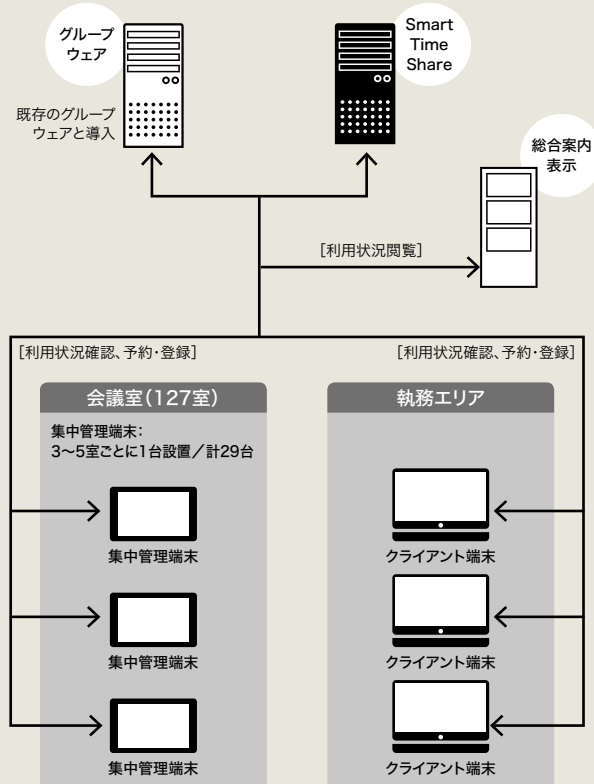 グループ
ウェア
既存のグループ
ウェアと導入
Smart
Time
Share
総合案内
表示
[利用状況閲覧]
[利用状況確認、予約・登録]
[利用状況確認、予約・登録]
会議室(127室)
集中管理端末:
3〜5室ごとに1台設置／計29台
集中管理端末
集中管理端末
集中管理端末
執務エリア
クライアント端末
クライアント端末
クライアント端末